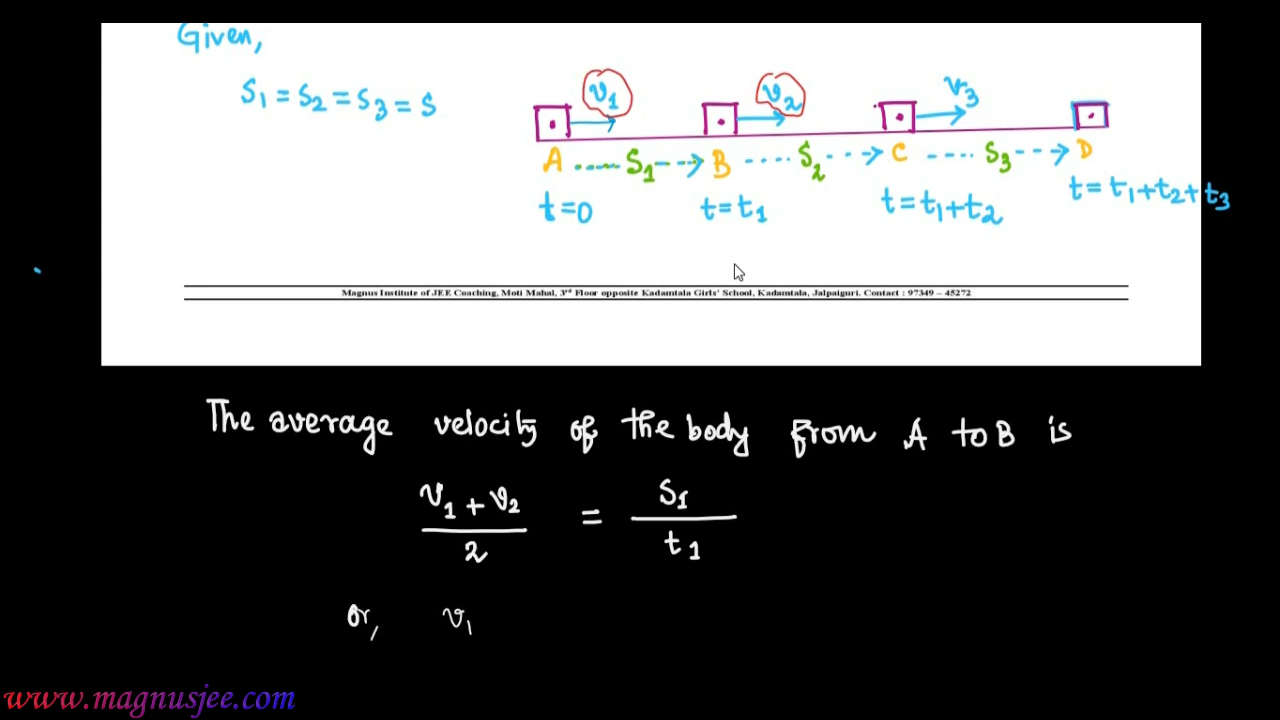 Given,
S₁ = S₂ = S₃ = S
v₁ v₂ v₃
A ...... S₁ --→ B ---- S₂ --→ C ---- S₃ --→ D
t = 0 t = t₁ t = t₁ + t₂ t = t₁ + t₂ + t₃
Magnus Institute of JEE Coaching, Moti Mahal, 3rd Floor opposite Kadamtala Girls' School, Kadamtala, Jalpaiguri. Contact : 97349 – 45272
The average velocity of the body from A to B is
(v₁ + v₂)/2 = S₁/t₁
or, v₁
www.magnusjee.com